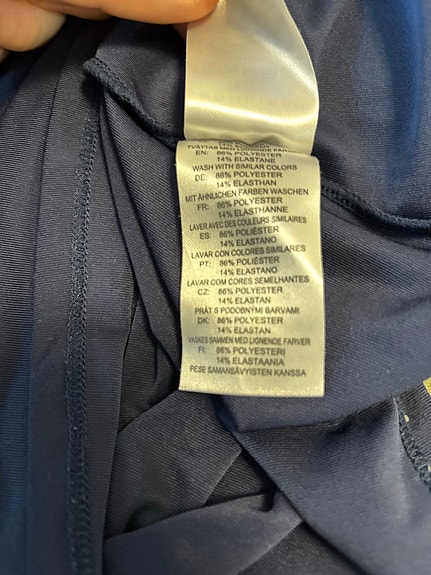 TVÄTTAS MED LIGNANDE FÄRGER
EN: 86% POLYESTER
14% ELASTANE
WASH WITH SIMILAR COLORS
DE: 86% POLYESTER
14% ELASTHAN
MIT ÄHNLICHEN FARBEN WASCHEN
FR: 86% POLYESTER
14% ELASTHANNE
LAVER AVEC DES COULEURS SIMILAIRES
ES: 86% POLIÉSTER
14% ELASTANO
LAVAR CON COLORES SIMILARES
PT: 86% POLIÉSTER
14% ELASTANO
LAVAR COM CORES SEMELHANTES
CZ: 86% POLYESTER
14% ELASTAN
PRÁT S PODOBNYMI BARVAMI
DK: 86% POLYESTER
14% ELASTAN
VASKES SAMMEN MED LIGNENDE FARVER
FI: 86% POLYESTERI
14% ELASTAANIA
PESE SAMANSÄVYISTEN KANSSA